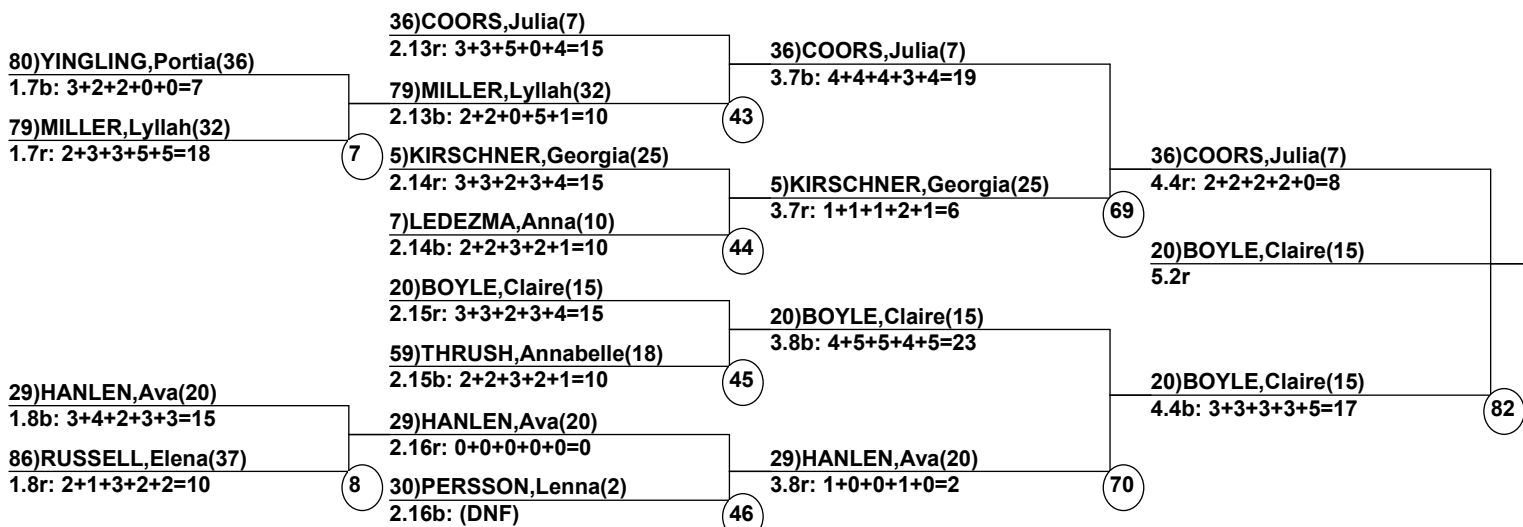 80)YINGLING,Portia(36)
1.7b: 3+2+2+0+0=7
79)MILLER,Lyllah(32)
1.7r: 2+3+3+5+5=18
7
29)HANLEN,Ava(20)
1.8b: 3+4+2+3+3=15
86)RUSSELL,Elena(37)
1.8r: 2+1+3+2+2=10
8
36)COORS,Julia(7)
2.13r: 3+3+5+0+4=15
79)MILLER,Lyllah(32)
2.13b: 2+2+0+5+1=10
43
5)KIRSCHNER,Georgia(25)
2.14r: 3+3+2+3+4=15
7)LEDEZMA,Anna(10)
2.14b: 2+2+3+2+1=10
44
20)BOYLE,Claire(15)
2.15r: 3+3+2+3+4=15
59)THRUSH,Annabelle(18)
2.15b: 2+2+3+2+1=10
45
29)HANLEN,Ava(20)
2.16r: 0+0+0+0+0=0
30)PERSSON,Lenna(2)
2.16b: (DNF)
46
36)COORS,Julia(7)
3.7b: 4+4+4+3+4=19
5)KIRSCHNER,Georgia(25)
3.7r: 1+1+1+2+1=6
69
20)BOYLE,Claire(15)
3.8b: 4+5+5+4+5=23
29)HANLEN,Ava(20)
3.8r: 1+0+0+1+0=2
70
36)COORS,Julia(7)
4.4r: 2+2+2+2+0=8
20)BOYLE,Claire(15)
5.2r
20)BOYLE,Claire(15)
4.4b: 3+3+3+3+5=17
82